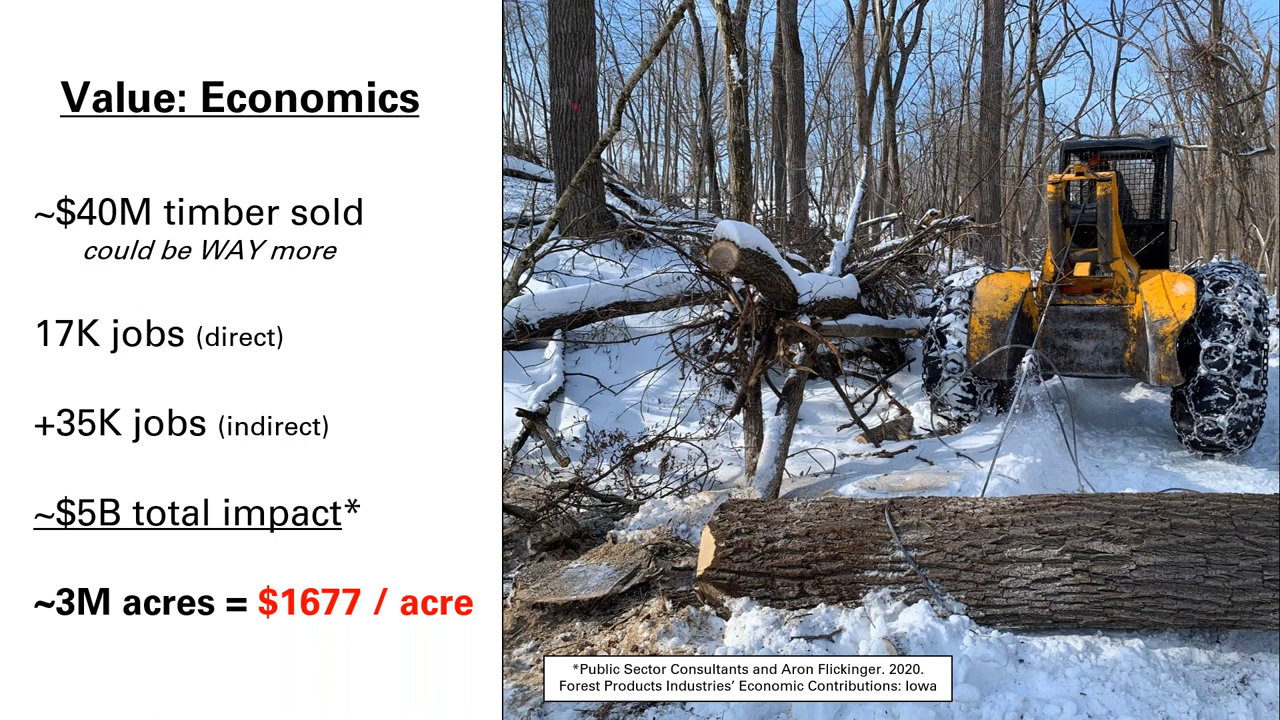 Value: Economics
~$40M timber sold
could be WAY more
17K jobs (direct)
+35K jobs (indirect)
~$5B total impact*
~3M acres = $1677 / acre
*Public Sector Consultants and Aron Flickinger. 2020.
Forest Products Industries’ Economic Contributions: Iowa